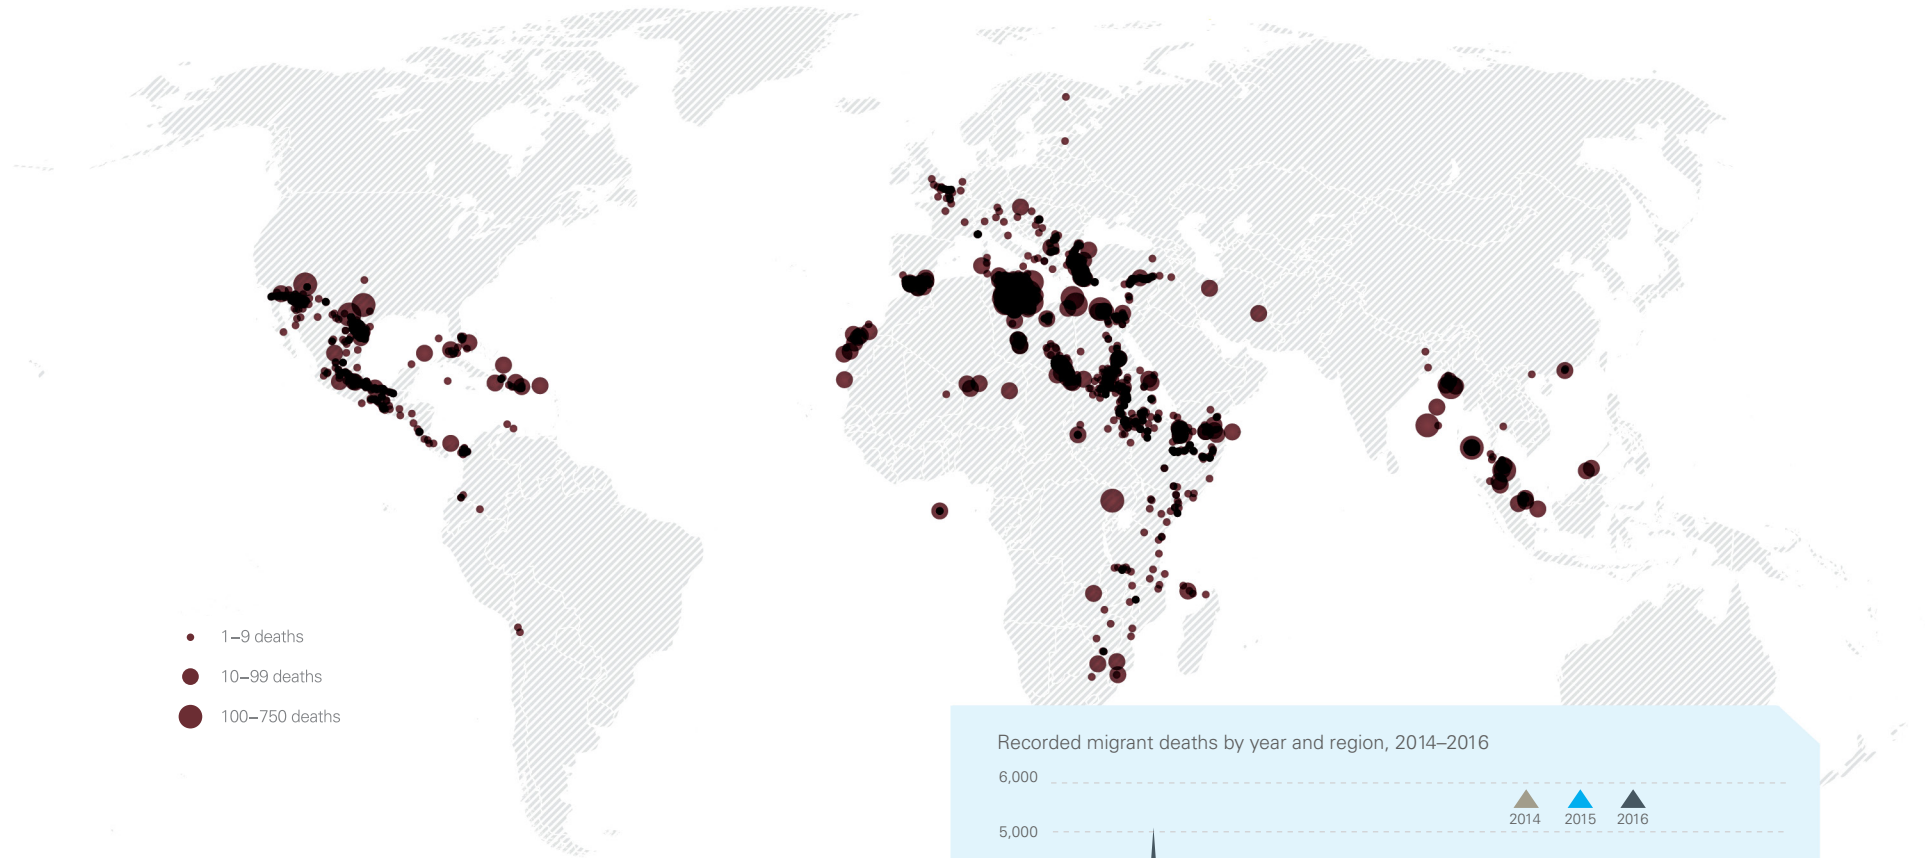 1–9 deaths
10–99 deaths
100–750 deaths
Recorded migrant deaths by year and region, 2014–2016
6,000
2014 2015 2016
5,000